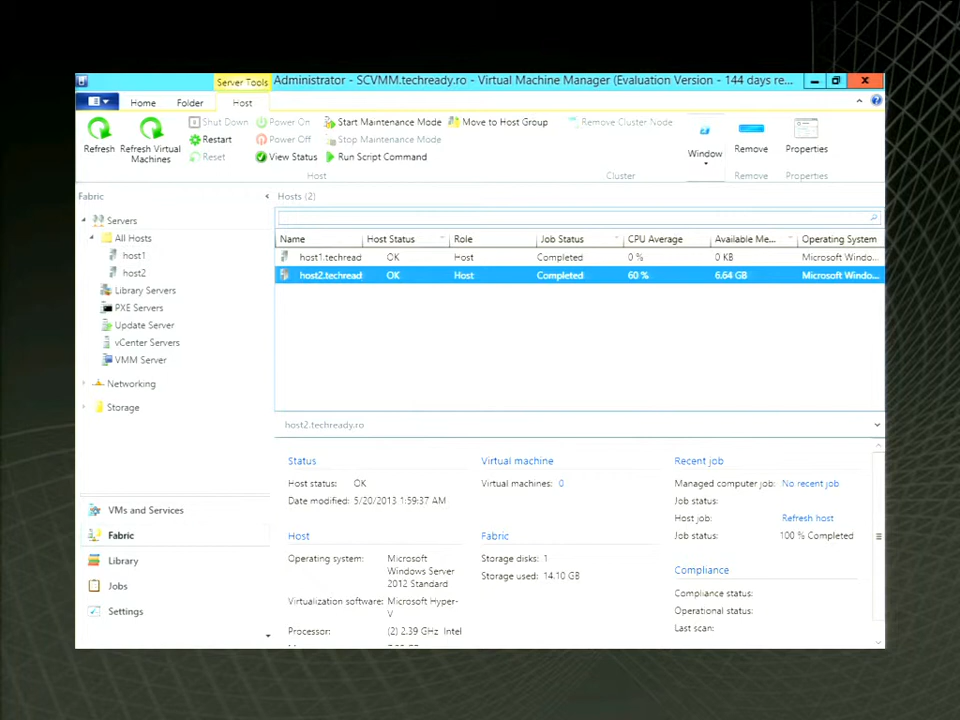 Server Tools
Administrator - SCVMM.techready.ro - Virtual Machine Manager (Evaluation Version - 144 days re...
Home Folder Host
Refresh
Refresh Virtual Machines
Shut Down
Restart
Reset
Power On
Power Off
View Status
Start Maintenance Mode
Stop Maintenance Mode
Run Script Command
Move to Host Group
Host
Remove Cluster Node
Cluster
Window
Remove
Remove
Properties
Properties
Fabric
Servers
All Hosts
host1
host2
Library Servers
PXE Servers
Update Server
vCenter Servers
VMM Server
Networking
Storage
VMs and Services
Fabric
Library
Jobs
Settings
Hosts (2)
Name Host Status Role Job Status CPU Average Available Me... Operating System
host1.techread OK Host Completed 0 % 0 KB Microsoft Windo...
host2.techread OK Host Completed 60 % 6.64 GB Microsoft Windo...
host2.techready.ro
Status
Host status: OK
Date modified: 5/20/2013 1:59:37 AM
Host
Operating system: Microsoft Windows Server 2012 Standard
Virtualization software: Microsoft Hyper-V
Processor: (2) 2.39 GHz Intel
Virtual machine
Virtual machines: 0
Fabric
Storage disks: 1
Storage used: 14.10 GB
Recent job
Managed computer job: No recent job
Job status:
Host job: Refresh host
Job status: 100 % Completed
Compliance
Compliance status:
Operational status:
Last scan: